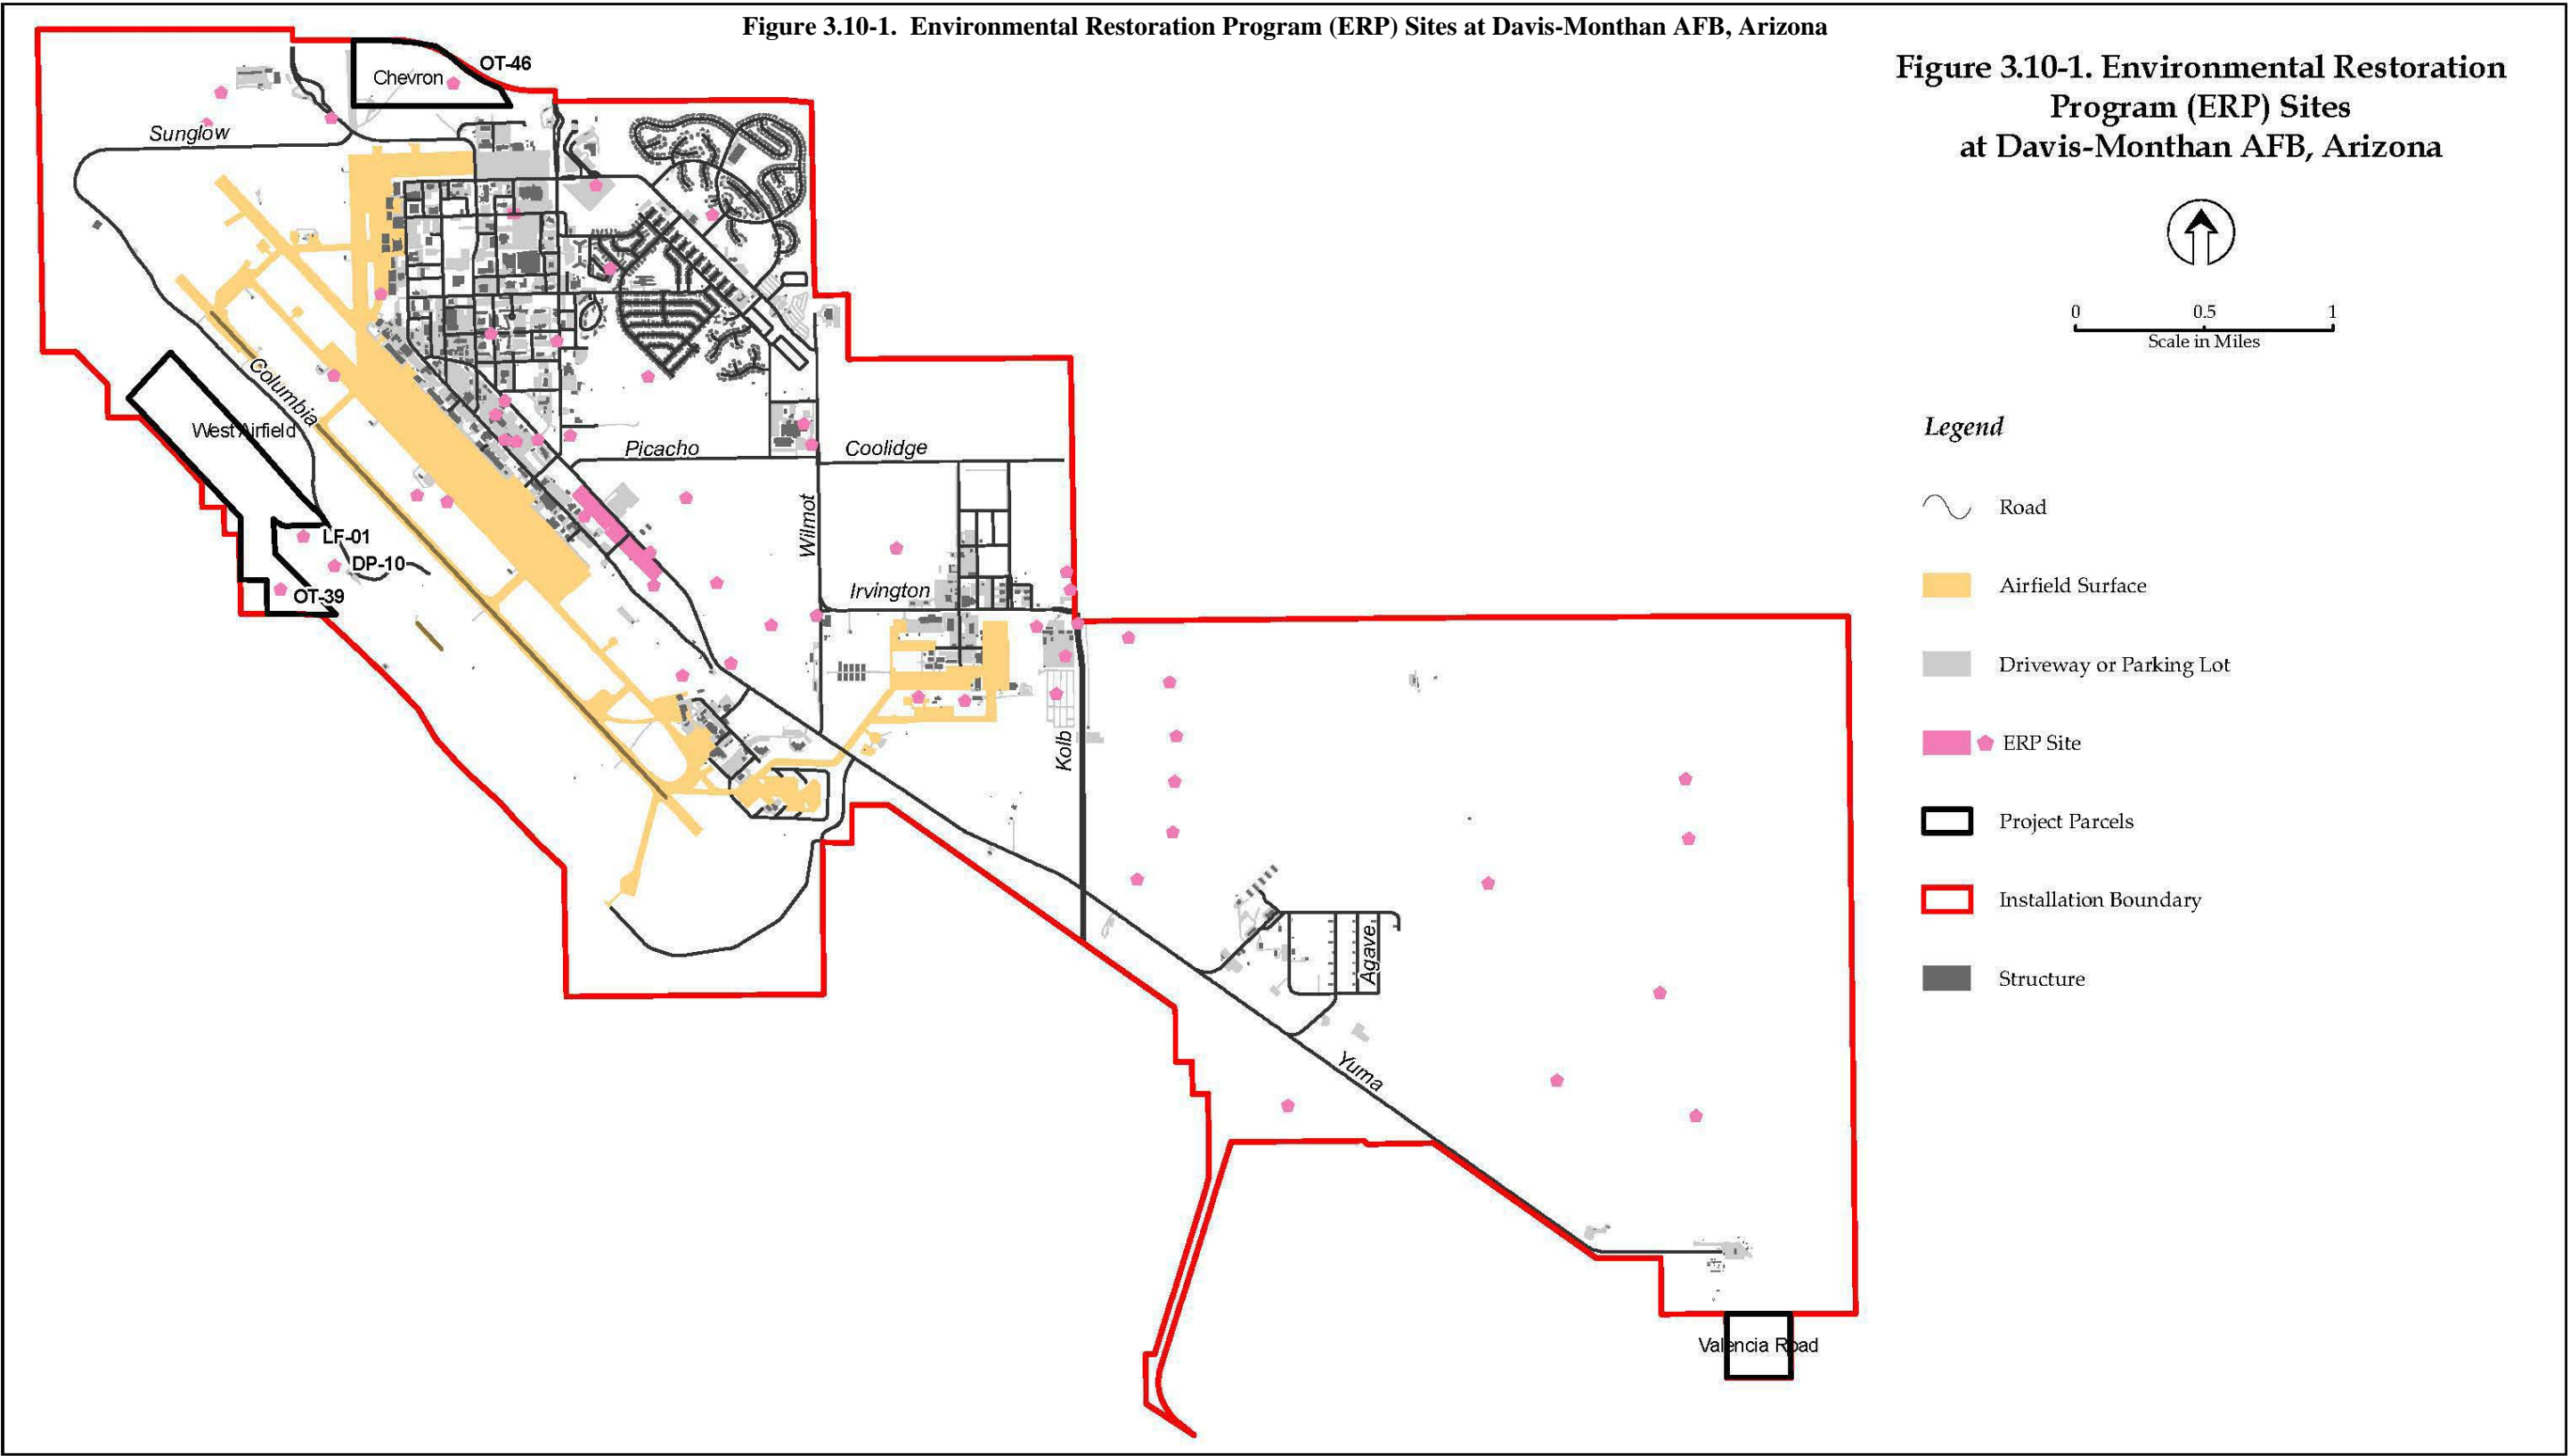 Figure 3.10-1.  Environmental Restoration Program (ERP) Sites at Davis-Monthan AFB, Arizona
Figure 3.10-1. Environmental Restoration
Program (ERP) Sites
at Davis-Monthan AFB, Arizona
0 0.5 1
Scale in Miles
Legend
Road
Airfield Surface
Driveway or Parking Lot
ERP Site
Project Parcels
Installation Boundary
Structure
OT-46
Chevron
Sunglow
Columbia
West Airfield
Picacho
Coolidge
Wilmot
LF-01
DP-10
OT-39
Irvington
Kolb
Agave
Yuma
Valencia Road